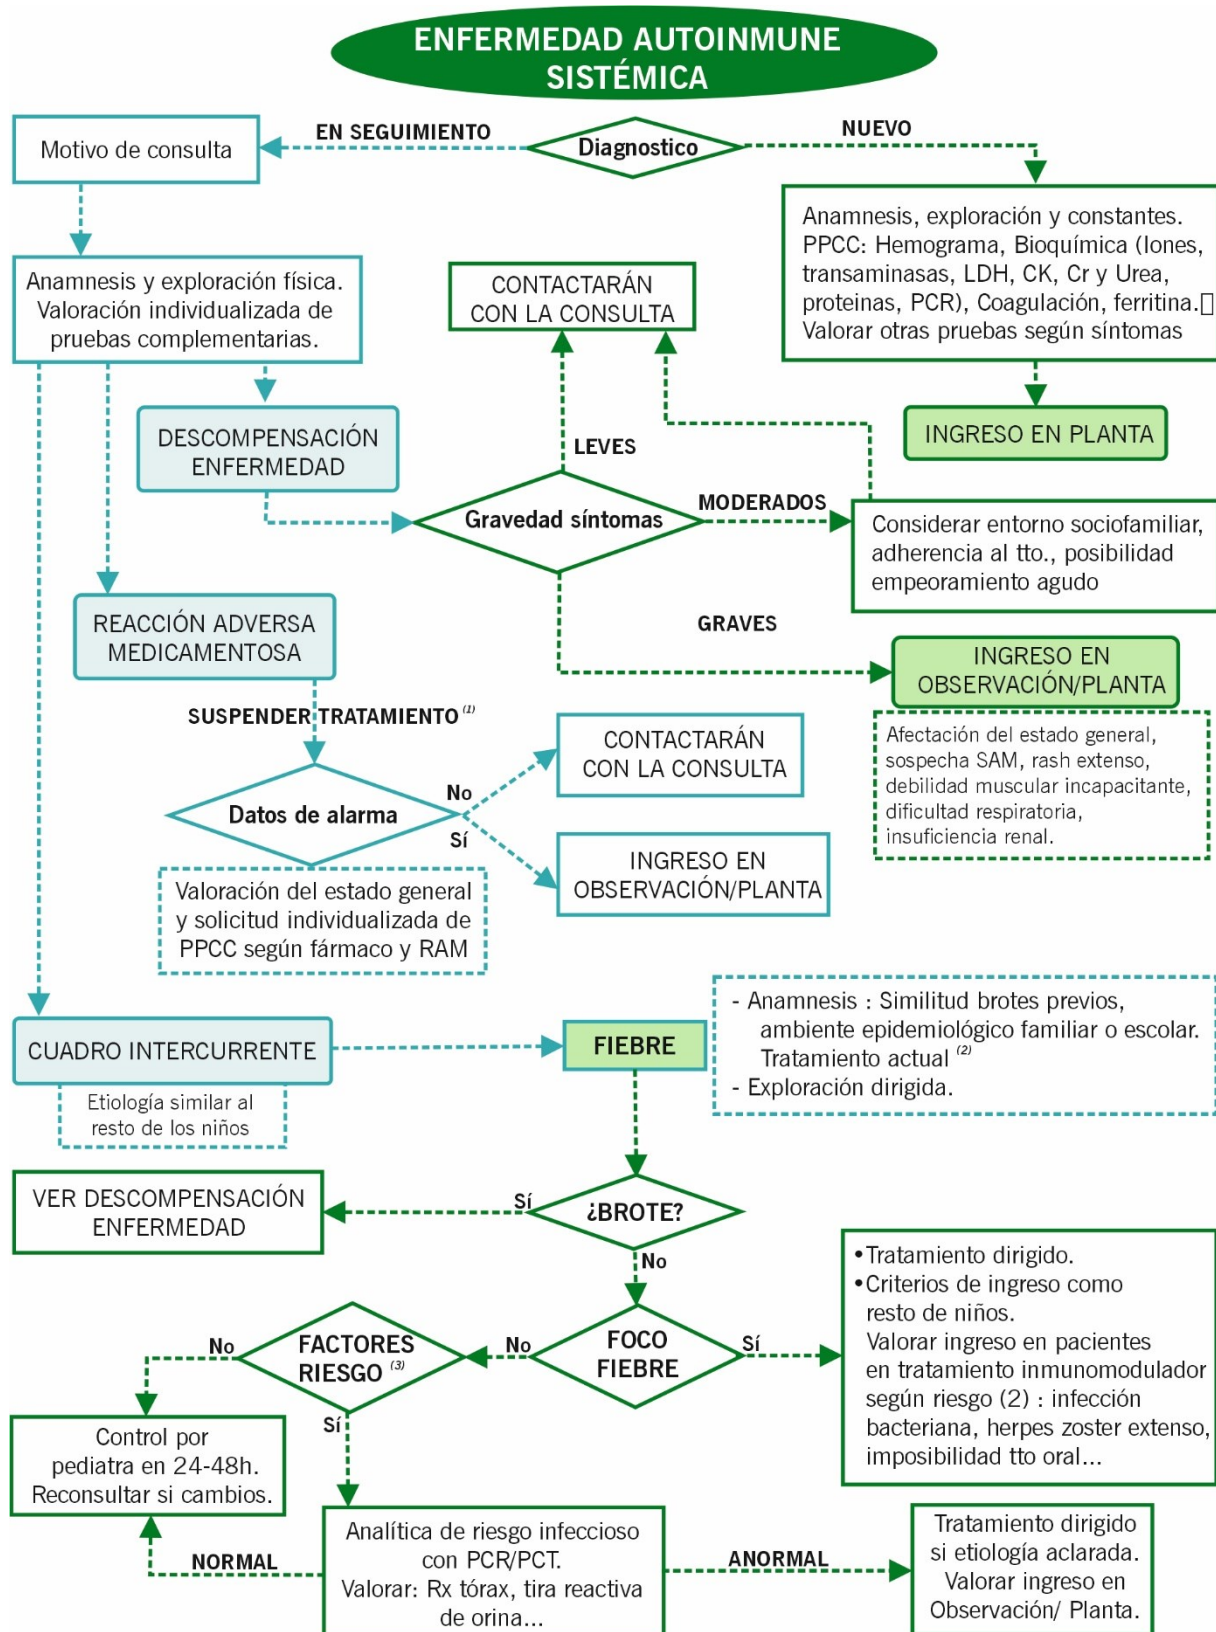 ENFERMEDAD AUTOINMUNE
SISTÉMICA
EN SEGUIMIENTO
NUEVO
Motivo de consulta
Diagnostico
Anamnesis, exploración y constantes.
PPCC: Hemograma, Bioquímica (Iones,
transaminasas, LDH, CK, Cr y Urea,
proteinas, PCR), Coagulación, ferritina.
Valorar otras pruebas según síntomas
Anamnesis y exploración física.
Valoración individualizada de
pruebas complementarias.
CONTACTARÁN
CON LA CONSULTA
INGRESO EN PLANTA
DESCOMPENSACIÓN
ENFERMEDAD
LEVES
Gravedad síntomas
MODERADOS
Considerar entorno sociofamiliar,
adherencia al tto., posibilidad
empeoramiento agudo
REACCIÓN ADVERSA
MEDICAMENTOSA
GRAVES
INGRESO EN
OBSERVACIÓN/PLANTA
Afectación del estado general,
sospecha SAM, rash extenso,
debilidad muscular incapacitante,
dificultad respiratoria,
insuficiencia renal.
SUSPENDER TRATAMIENTO (1)
Datos de alarma
No
Sí
CONTACTARÁN
CON LA CONSULTA
INGRESO EN
OBSERVACIÓN/PLANTA
Valoración del estado general
y solicitud individualizada de
PPCC según fármaco y RAM
CUADRO INTERCURRENTE
Etiología similar al
resto de los niños
FIEBRE
- Anamnesis : Similitud brotes previos,
ambiente epidemiológico familiar o escolar.
Tratamiento actual (2)
- Exploración dirigida.
VER DESCOMPENSACIÓN
ENFERMEDAD
Sí
¿BROTE?
No
FACTORES
RIESGO (3)
No
No
FOCO
FIEBRE
Sí
•Tratamiento dirigido.
•Criterios de ingreso como
resto de niños.
Valorar ingreso en pacientes
en tratamiento inmunomodulador
según riesgo (2) : infección
bacteriana, herpes zoster extenso,
imposibilidad tto oral...
Sí
Control por
pediatra en 24-48h.
Reconsultar si cambios.
NORMAL
Analítica de riesgo infeccioso
con PCR/PCT.
Valorar: Rx tórax, tira reactiva
de orina...
ANORMAL
Tratamiento dirigido
si etiología aclarada.
Valorar ingreso en
Observación/ Planta.